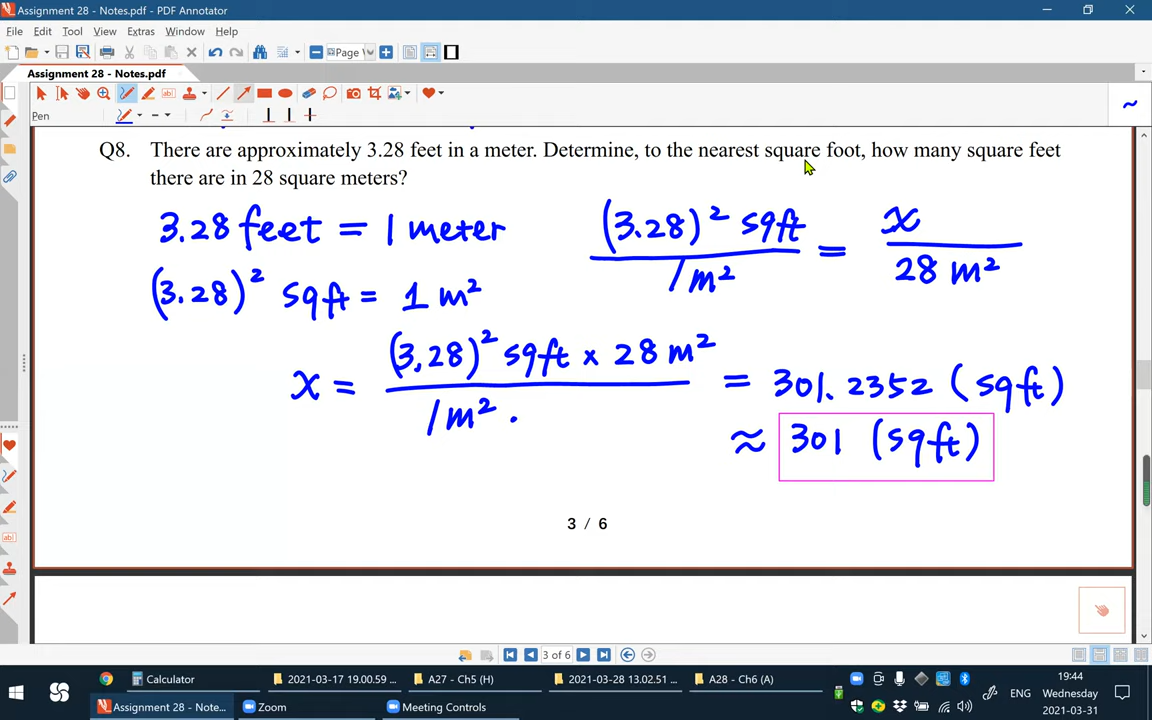 Assignment 28 - Notes.pdf - PDF Annotator
File Edit Tool View Extras Window Help
Page V
Assignment 28 - Notes.pdf
Pen
Q8. There are approximately 3.28 feet in a meter. Determine, to the nearest square foot, how many square feet
there are in 28 square meters?
3.28 feet = 1 meter
(3.28)² sqft = 1 m²
(3.28)² sqft / 1m² = x / 28 m²
x = (3.28)² sqft × 28 m² / 1m² . = 301.2352 (sqft)
≈ 301 (sqft)
3 / 6
3 of 6
Calculator
2021-03-17 19.00.59 ...
A27 - Ch5 (H)
2021-03-28 13.02.51 ...
A28 - Ch6 (A)
19:44
Assignment 28 - Note...
Zoom
Meeting Controls
ENG
Wednesday
2021-03-31